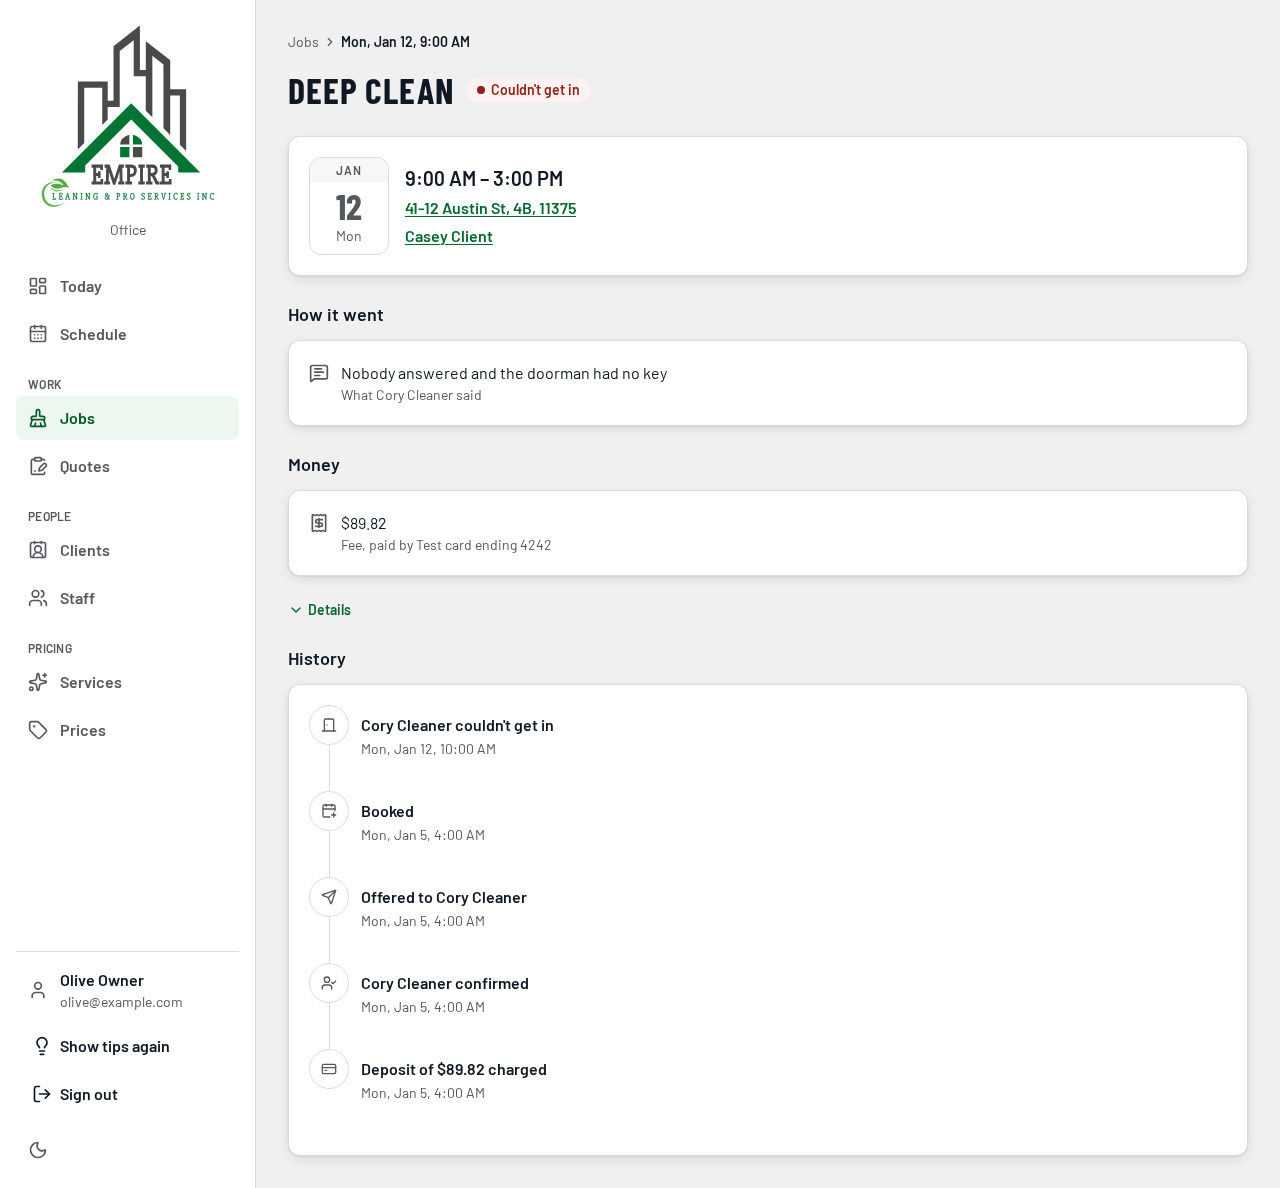 EMPIRE
LEANING & PRO SERVICES INC
Office
Today
Schedule
WORK
Jobs
Quotes
PEOPLE
Clients
Staff
PRICING
Services
Prices
Olive Owner
olive@example.com
Show tips again
Sign out
Jobs > Mon, Jan 12, 9:00 AM
DEEP CLEAN
Couldn't get in
JAN
12
Mon
9:00 AM – 3:00 PM
41-12 Austin St, 4B, 11375
Casey Client
How it went
Nobody answered and the doorman had no key
What Cory Cleaner said
Money
$89.82
Fee, paid by Test card ending 4242
Details
History
Cory Cleaner couldn't get in
Mon, Jan 12, 10:00 AM
Booked
Mon, Jan 5, 4:00 AM
Offered to Cory Cleaner
Mon, Jan 5, 4:00 AM
Cory Cleaner confirmed
Mon, Jan 5, 4:00 AM
Deposit of $89.82 charged
Mon, Jan 5, 4:00 AM